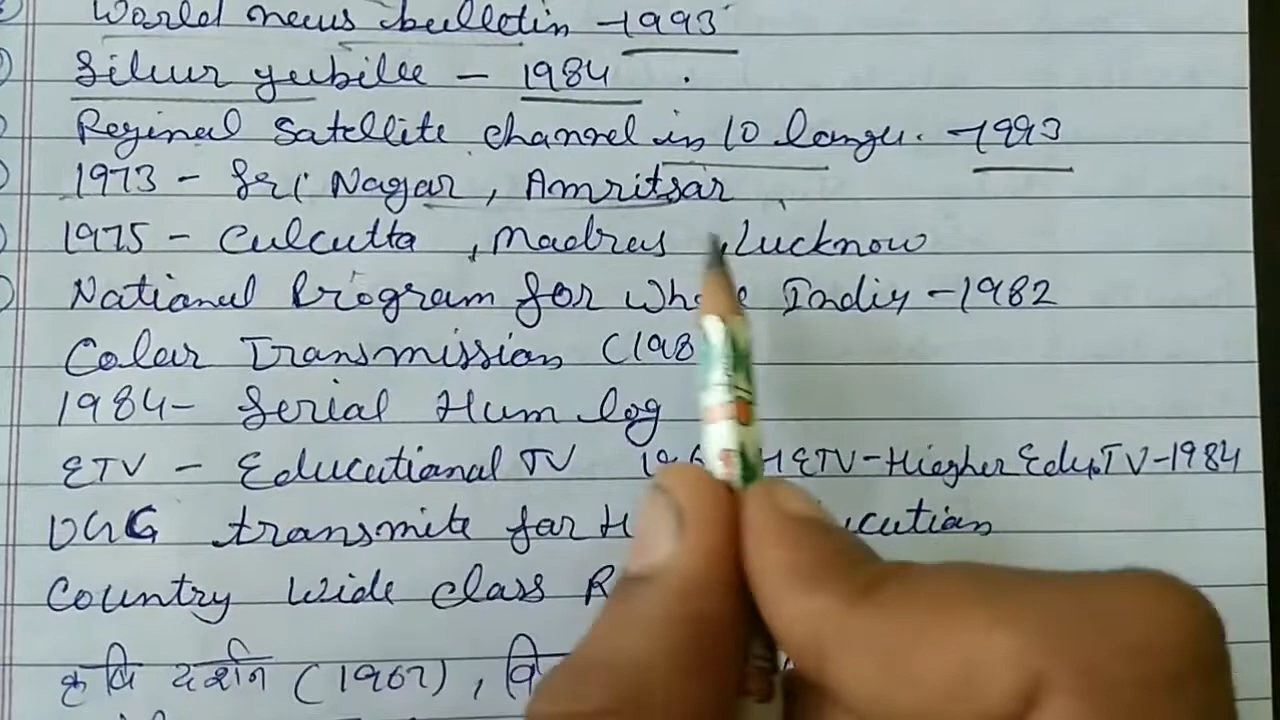 World news bulletin - 1993
Silver yubilee - 1984
Reginal Satellite channel in 10 langu. - 1993
1973 - Sri Nagar, Amritsar
1975 - Culcutta, Madras, Lucknow
National Program for Whole India - 1982
Color Transmission (198
1984 - Serial Hum log
ETV - Educational TV HETV - Higher Edu. TV - 1984
UGC transmite for H
Country Wide class R
कृषि दर्शन (1967),